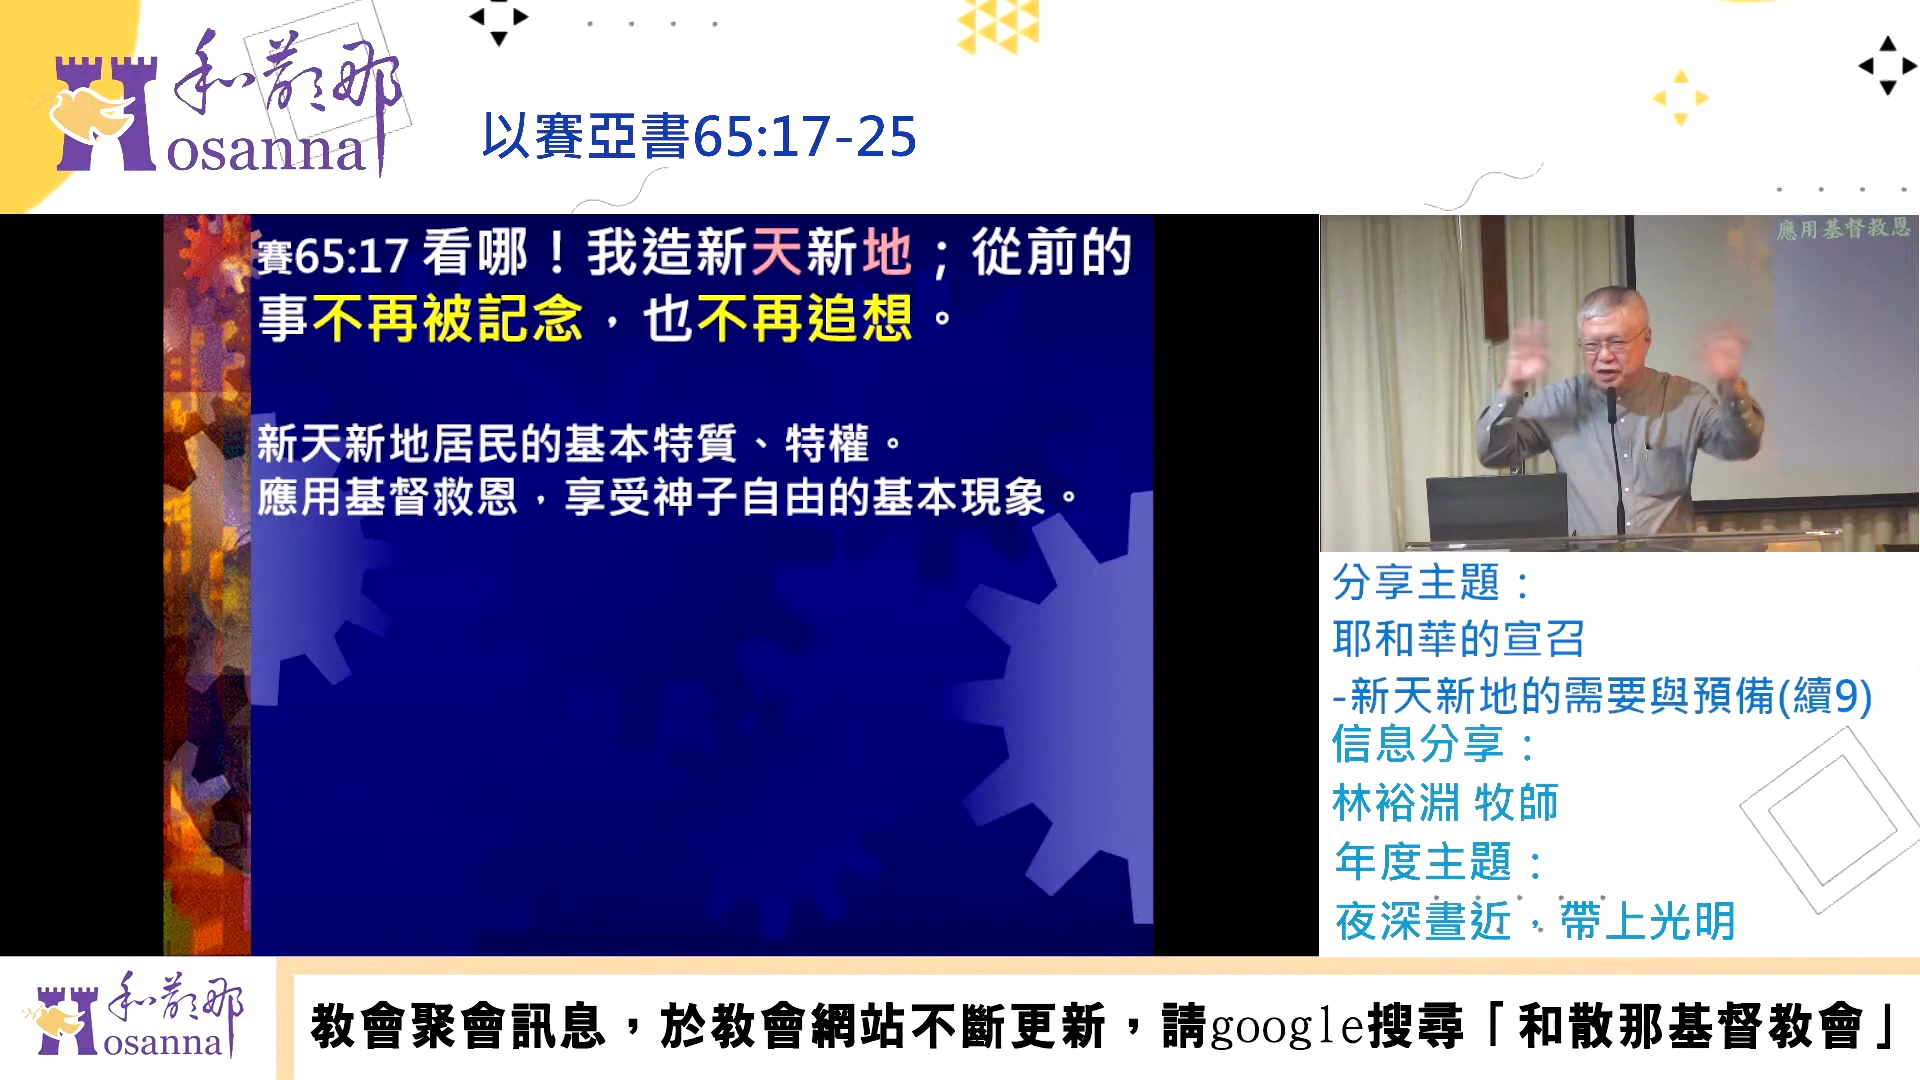 和散那
Hosanna
以賽亞書65:17-25
賽65:17 看哪！我造新天新地；從前的
事不再被記念，也不再追想。
新天新地居民的基本特質、特權。
應用基督救恩，享受神子自由的基本現象。
應用基督救恩
分享主題：
耶和華的宣召
-新天新地的需要與預備(續9)
信息分享：
林裕淵 牧師
年度主題：
夜深晝近，帶上光明
和散那
Hosanna
教會聚會訊息，於教會網站不斷更新，請google搜尋「和散那基督教會」